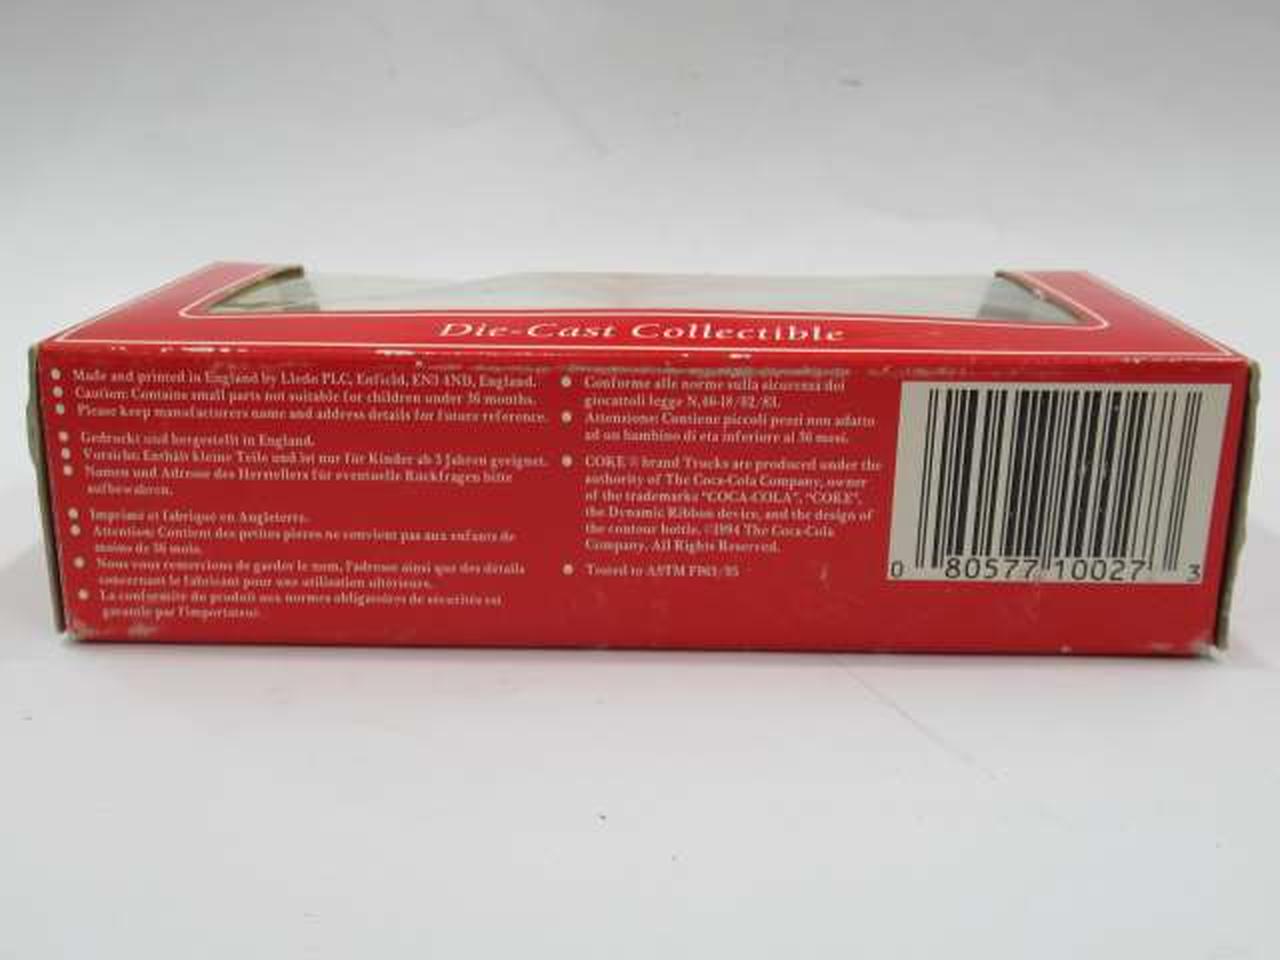 Die-Cast Collectible
Made and printed in England by Lledo PLC, Enfield, EN3 4ND, England.
Caution: Contains small parts not suitable for children under 36 months.
Please keep manufacturers name and address details for future reference.
Gedruckt und hergestellt in England.
Vorsicht: Enthält kleine Teile und ist nur für Kinder ab 3 Jahren geeignet.
Namen und Adresse des Herstellers für eventuelle Rückfragen bitte
aufbewahren.
Imprimé et fabriqué en Angleterre.
Attention: Contient des petites pièces ne convient pas aux enfants de
moins de 36 mois.
Nous vous remercions de garder le nom, l'adresse ainsi que des détails
concernant le fabricant pour une utilisation ultérieure.
La conformité du produit aux normes obligatoires de sécurités est
garantie par l'importateur.
Conforme alle norme sulla sicurezza dei
giocattoli legge N.
Attenzione: Contiene piccoli pezzi non adatto
ad un bambino di eta inferiore ai 36 mesi.
COKE ® brand Trucks are produced under the
authority of The Coca-Cola Company, owner
of the trademarks "COCA-COLA", "COKE",
the Dynamic Ribbon device, and the design of
the contour bottle. ©1994 The Coca-Cola
Company. All Rights Reserved.
Tested to ASTM
0 80577 10027 3